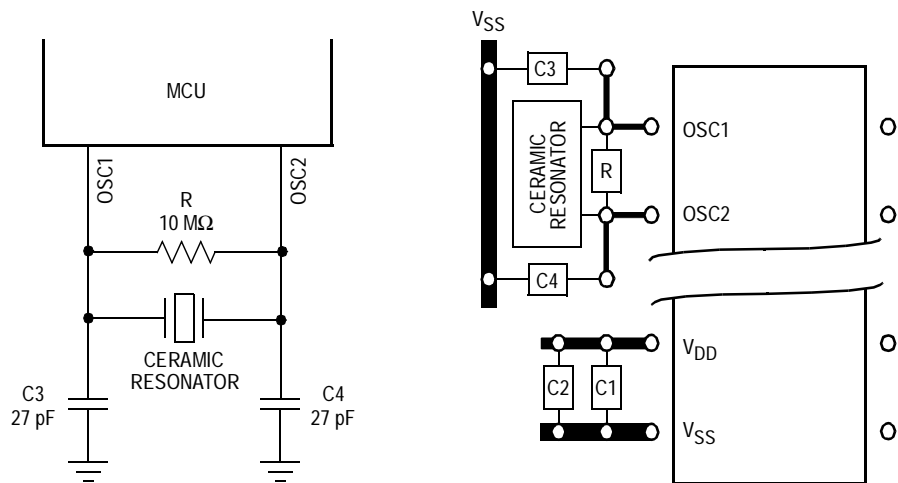 MCU
OSC1
OSC2
R
10 MΩ
CERAMIC
RESONATOR
C3
27 pF
C4
27 pF
VSS
C3
CERAMIC
RESONATOR
R
C4
OSC1
OSC2
C2
C1
VDD
VSS